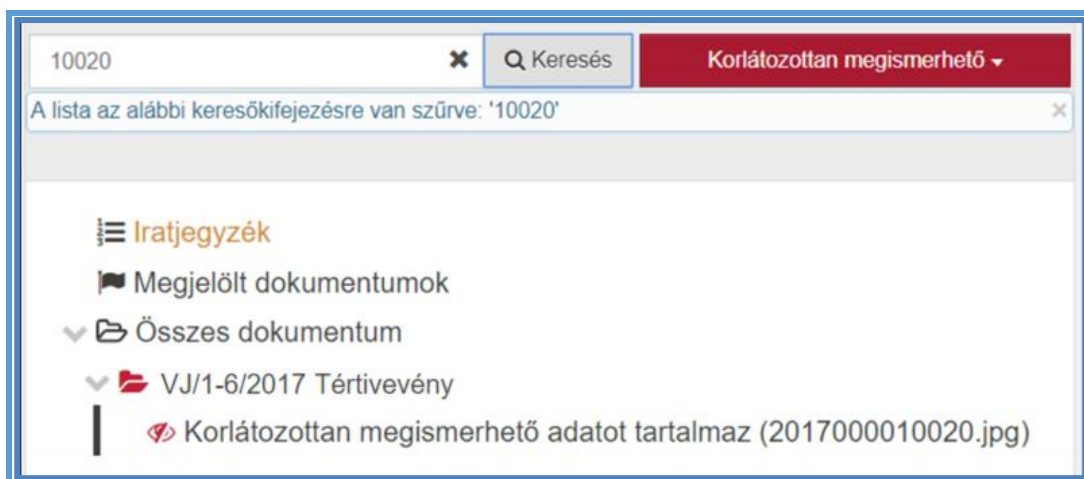 10020 Keresés Korlátozottan megismerhető
A lista az alábbi keresőkifejezésre van szűrve: '10020'
Iratjegyzék
Megjelölt dokumentumok
Összes dokumentum
VJ/1-6/2017 Tértivevény
Korlátozottan megismerhető adatot tartalmaz (2017000010020.jpg)